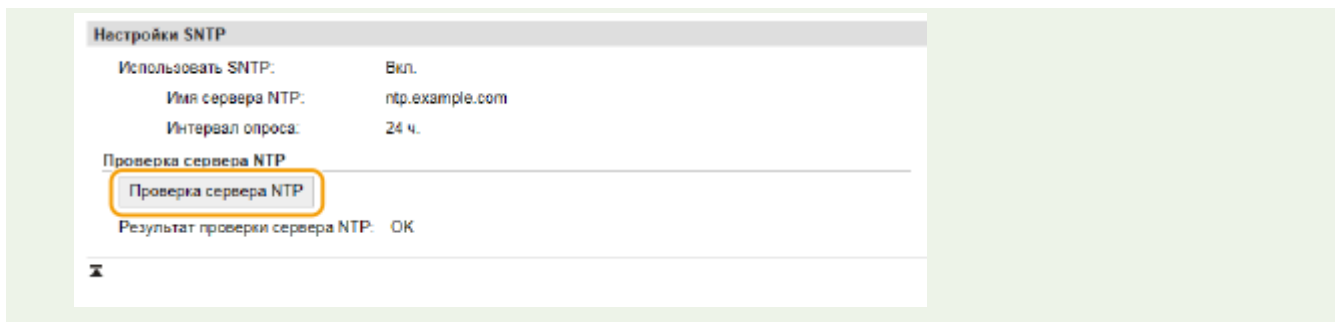 Настройки SNTP
Использовать SNTP: Вкл.
Имя сервера NTP: ntp.example.com
Интервал опроса: 24 ч.
Проверка сервера NTP
Проверка сервера NTP
Результат проверки сервера NTP: OK